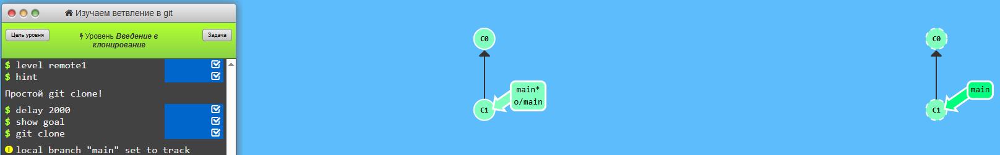 Изучаем ветвление в git
Цель уровня
Уровень Введение в
клонирование
Задача
$ level remote1
$ hint
Простой git clone!
$ delay 2000
$ show goal
$ git clone
local branch "main" set to track
C0
main*
o/main
C1
C0
main
C1